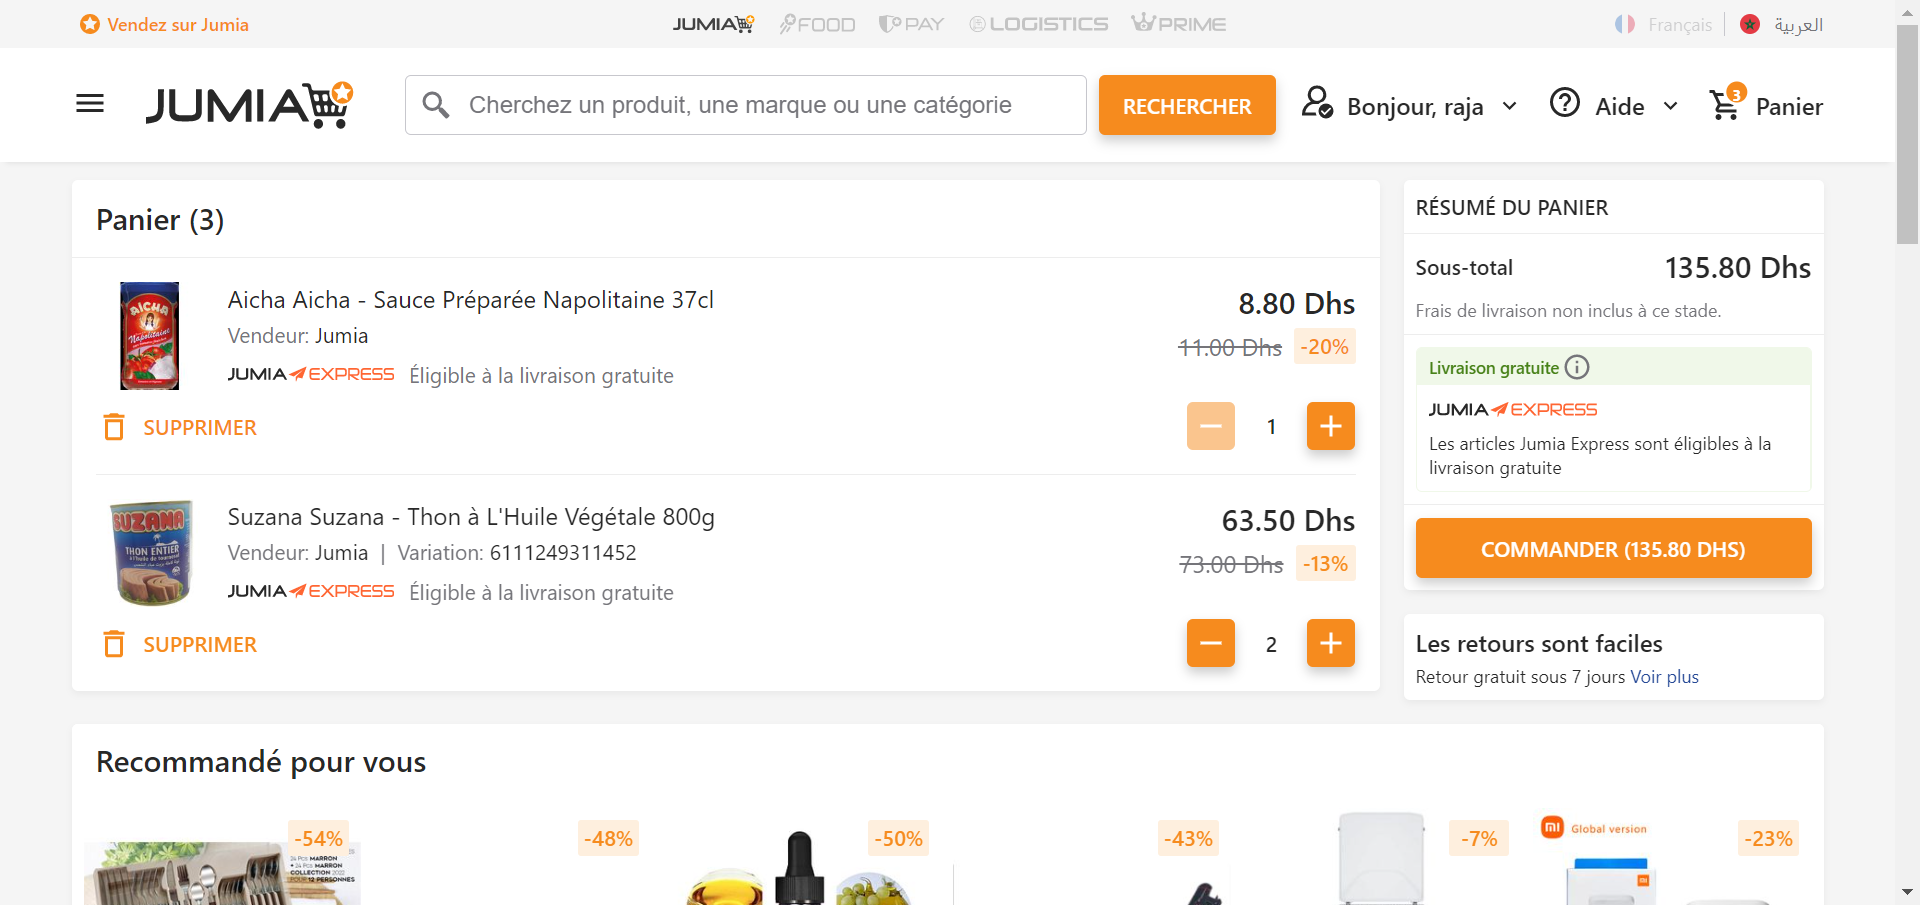 Vendez sur Jumia
JUMIA
FOOD
PAY
LOGISTICS
PRIME
Français
العربية
JUMIA
Cherchez un produit, une marque ou une catégorie
RECHERCHER
Bonjour, raja
Aide
3
Panier
Panier (3)
AICHA
Napolitaine
Aicha Aicha - Sauce Préparée Napolitaine 37cl
Vendeur: Jumia
JUMIA EXPRESS Éligible à la livraison gratuite
8.80 Dhs
11.00 Dhs -20%
SUPPRIMER
1
SUZANA
THON ENTIER
Suzana Suzana - Thon à L'Huile Végétale 800g
Vendeur: Jumia | Variation: 6111249311452
JUMIA EXPRESS Éligible à la livraison gratuite
63.50 Dhs
73.00 Dhs -13%
SUPPRIMER
2
RÉSUMÉ DU PANIER
Sous-total 135.80 Dhs
Frais de livraison non inclus à ce stade.
Livraison gratuite
JUMIA EXPRESS
Les articles Jumia Express sont éligibles à la
livraison gratuite
COMMANDER (135.80 DHS)
Les retours sont faciles
Retour gratuit sous 7 jours Voir plus
Recommandé pour vous
-54%
24 Pcs MARRON
+ 24 Pcs MARRON
COLLECTION 2022
POUR 12 PERSONNES
-48%
-50%
-43%
-7%
mi Global version
-23%
mi